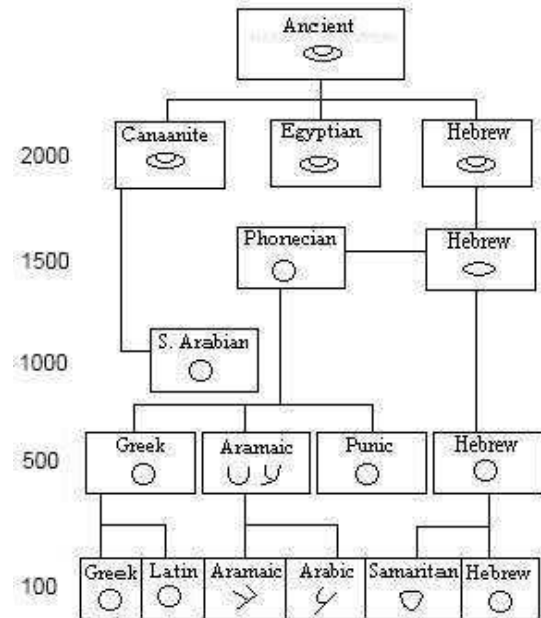 Ancient
Canaanite Egyptian Hebrew
2000
Phonecian Hebrew
1500
S. Arabian
1000
Greek Aramaic Punic Hebrew
500
Greek Latin Aramaic Arabic Samaritan Hebrew
100